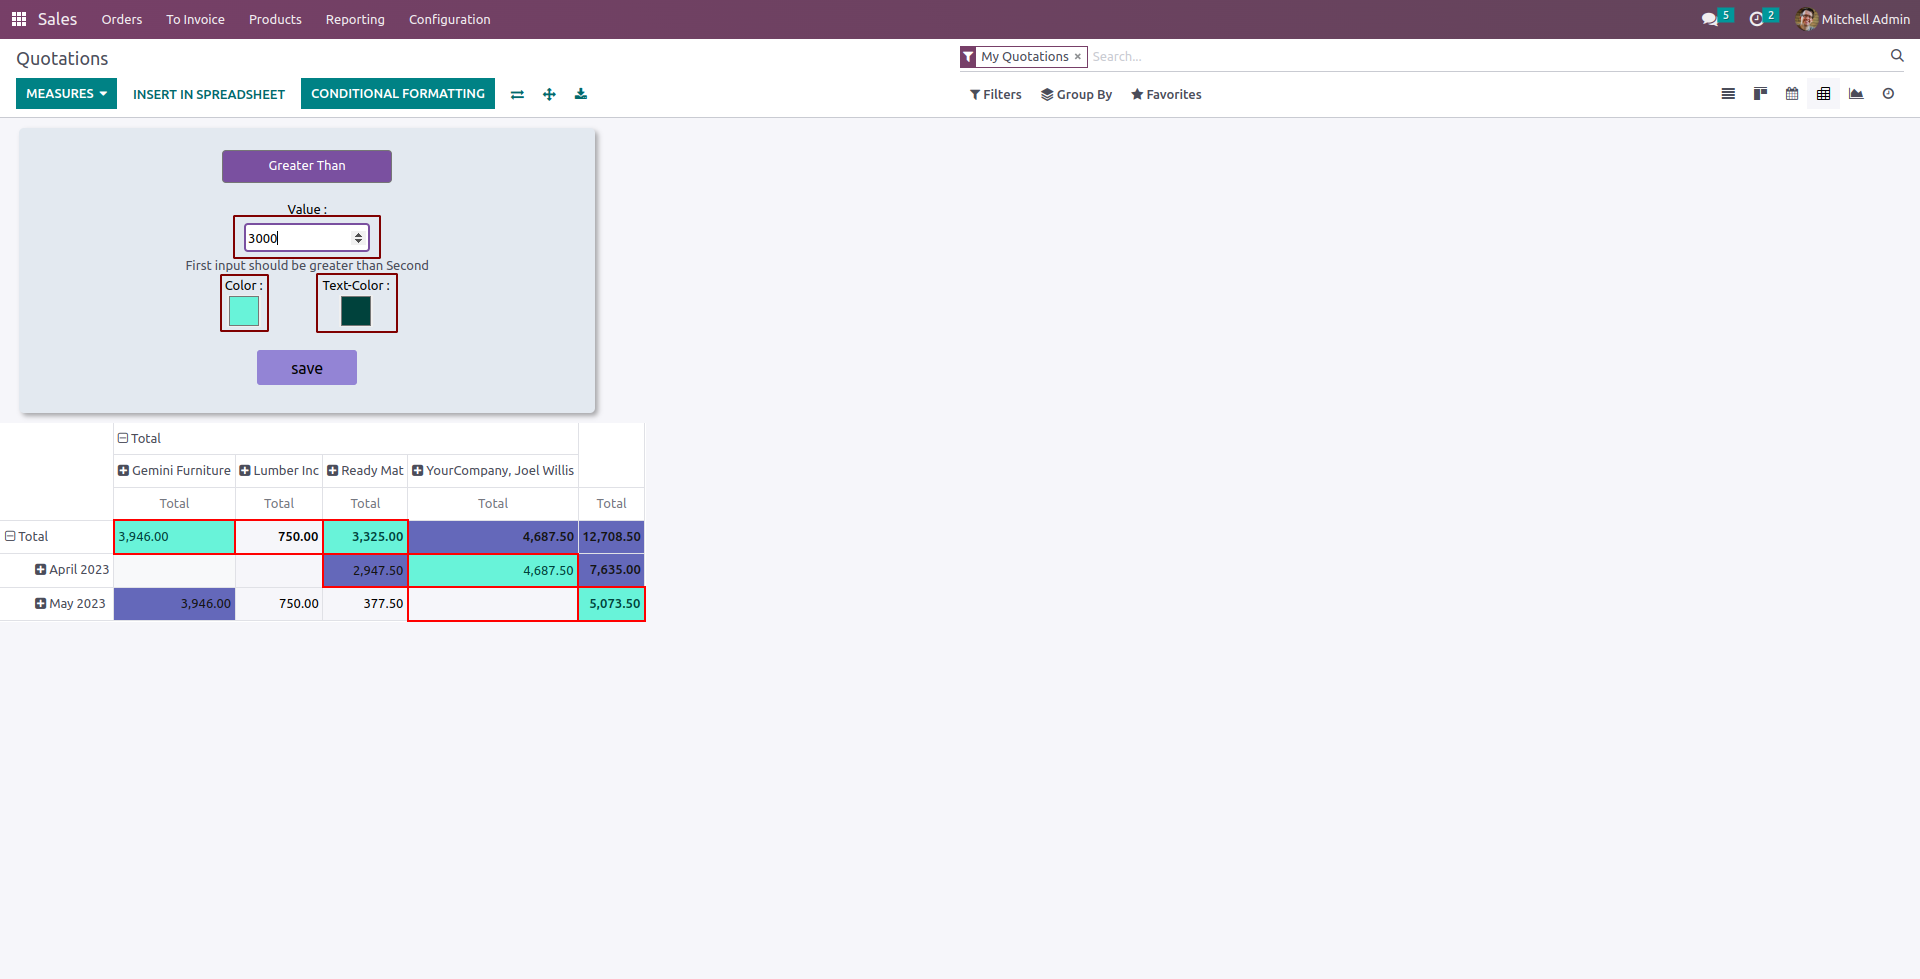 Sales Orders To Invoice Products Reporting Configuration 5 2 Mitchell Admin
Quotations My Quotations × Search...
MEASURES INSERT IN SPREADSHEET CONDITIONAL FORMATTING Filters Group By Favorites
Greater Than
Value :
3000
First input should be greater than Second
Color : Text-Color :
save
Total
Gemini Furniture Lumber Inc Ready Mat YourCompany, Joel Willis
Total Total Total Total Total
Total 3,946.00 750.00 3,325.00 4,687.50 12,708.50
April 2023 2,947.50 4,687.50 7,635.00
May 2023 3,946.00 750.00 377.50 5,073.50